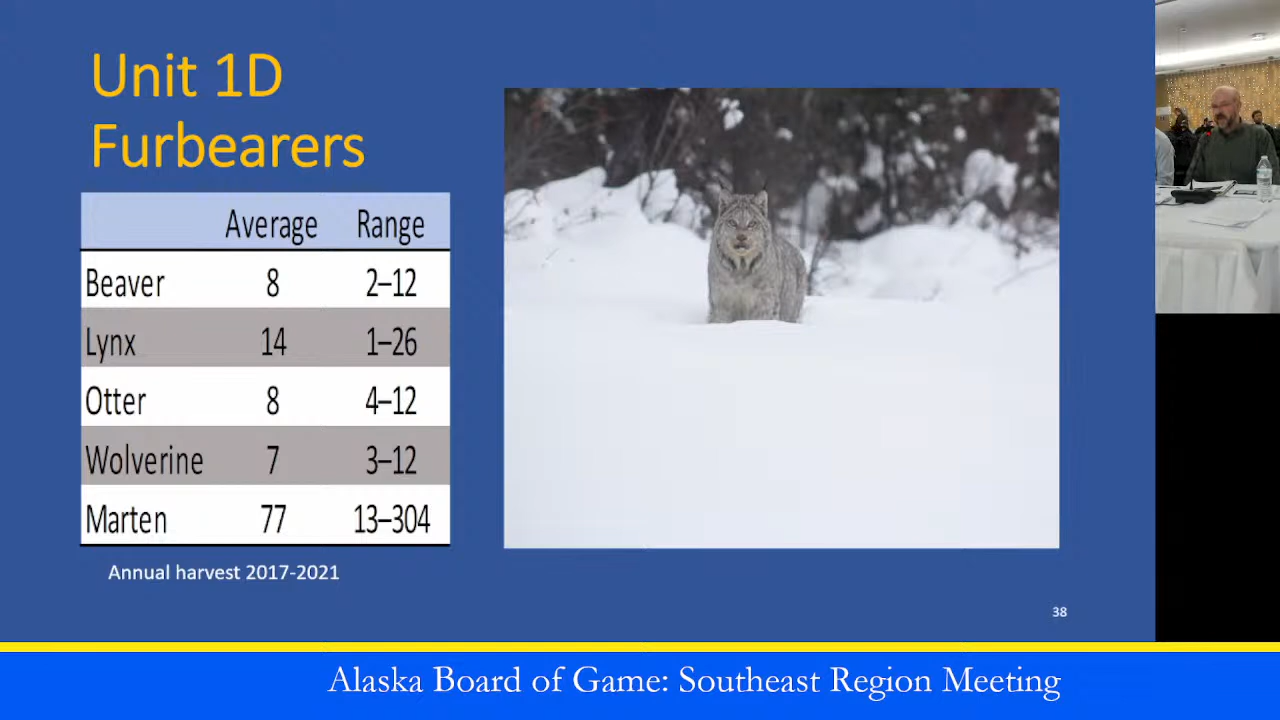 Unit 1D
Furbearers
Average Range
Beaver 8 2–12
Lynx 14 1–26
Otter 8 4–12
Wolverine 7 3–12
Marten 77 13–304
Annual harvest 2017-2021
38
Alaska Board of Game: Southeast Region Meeting